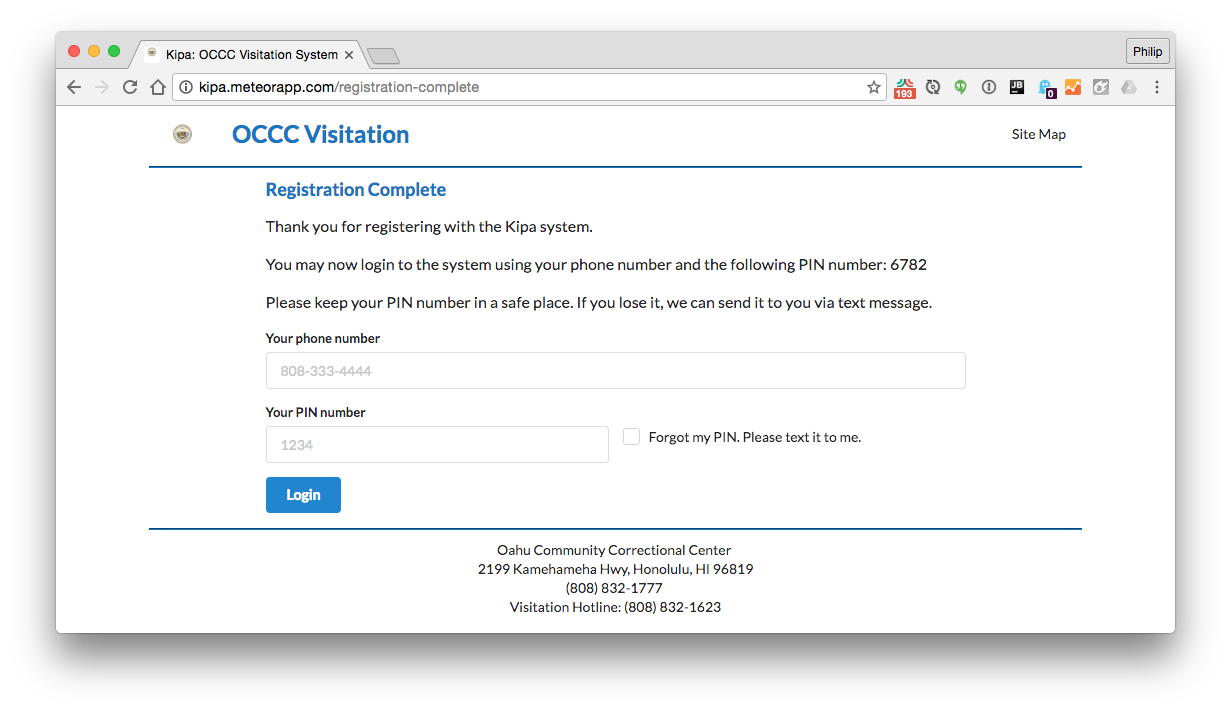 Kipa: OCCC Visitation System
Philip
kipa.meteorapp.com/registration-complete
193
JB
0
OCCC Visitation
Site Map
Registration Complete
Thank you for registering with the Kipa system.
You may now login to the system using your phone number and the following PIN number: 6782
Please keep your PIN number in a safe place. If you lose it, we can send it to you via text message.
Your phone number
808-333-4444
Your PIN number
1234
Forgot my PIN. Please text it to me.
Login
Oahu Community Correctional Center
2199 Kamehameha Hwy, Honolulu, HI 96819
(808) 832-1777
Visitation Hotline: (808) 832-1623